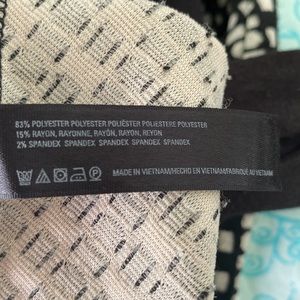 83% POLYESTER POLYESTER POLIÉSTER POLIESTERE POLYESTER
15% RAYON, RAYONNE, RAYÓN, RAYON, REYON
2% SPANDEX SPANDEX SPANDEX SPANDEX SPANDEX
MADE IN VIETNAM/HECHO EN VIETNAM/FABRIQUÉ AU VIETNAM